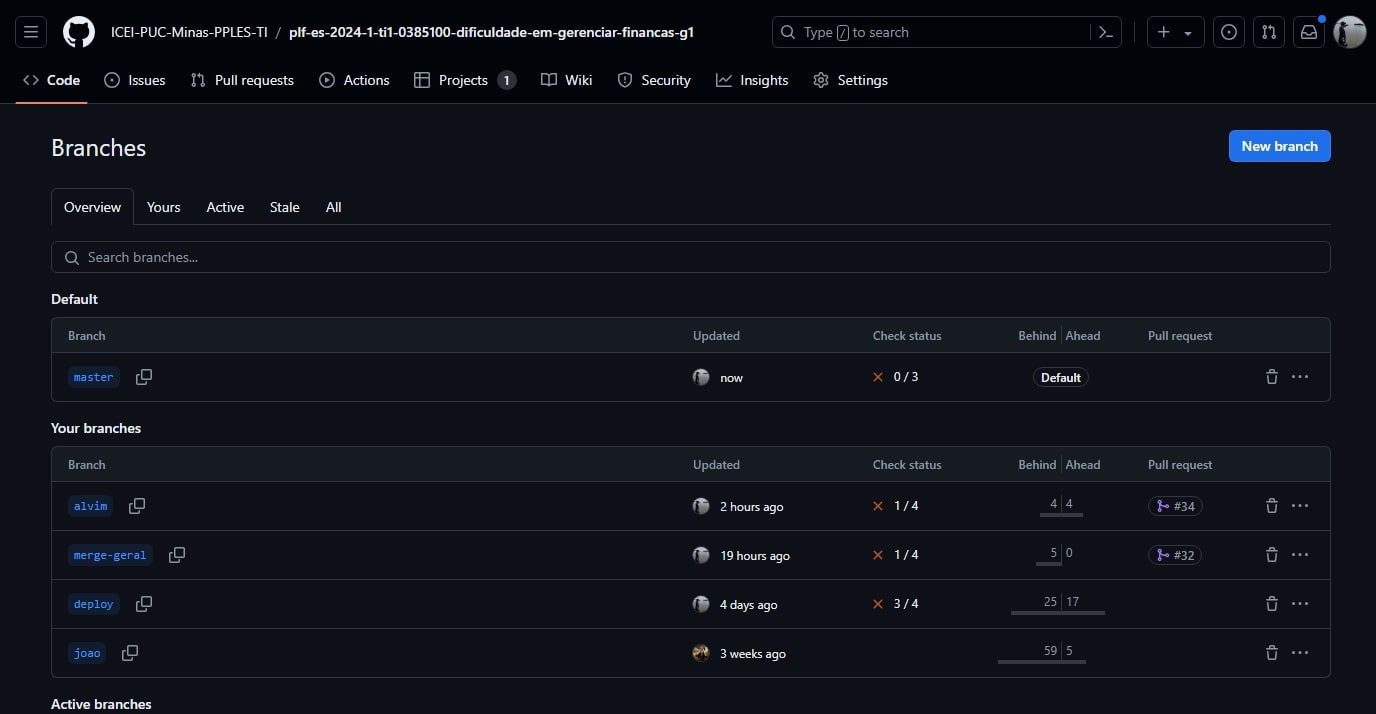 ICEI-PUC-Minas-PPLES-TI / plf-es-2024-1-ti1-0385100-dificuldade-em-gerenciar-financas-g1
Type / to search
Code Issues Pull requests Actions Projects 1 Wiki Security Insights Settings
Branches
New branch
Overview Yours Active Stale All
Search branches...
Default
Branch Updated Check status Behind Ahead Pull request
master now 0 / 3 Default
Your branches
Branch Updated Check status Behind Ahead Pull request
alvim 2 hours ago 1 / 4 4 4 #34
merge-geral 19 hours ago 1 / 4 5 0 #32
deploy 4 days ago 3 / 4 25 17
joao 3 weeks ago 59 5
Active branches